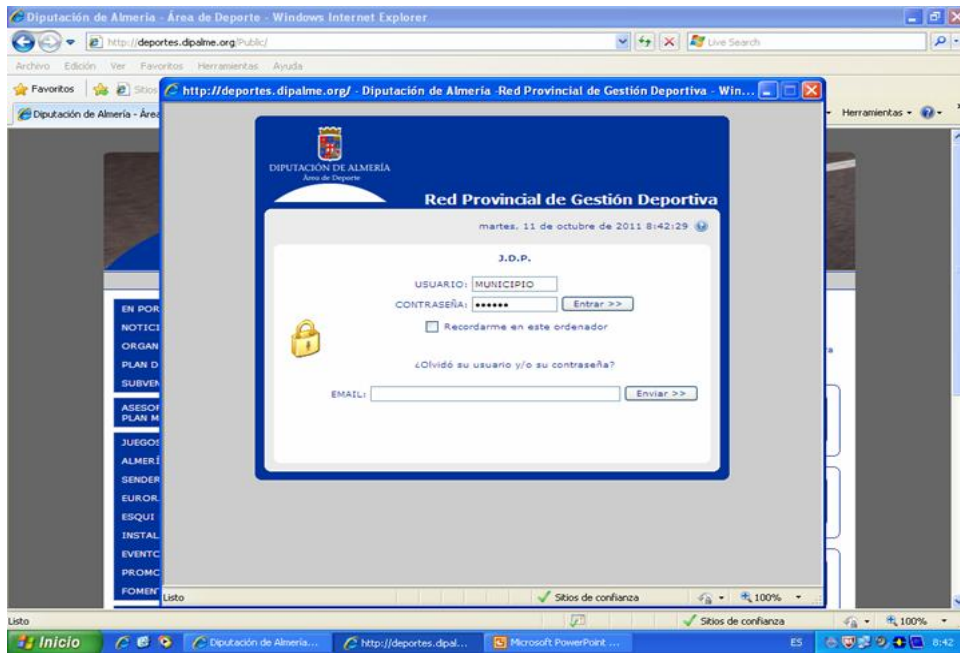 Diputación de Almería - Área de Deporte - Windows Internet Explorer
http://deportes.dipalme.org/Public/
Live Search
Archivo Edición Ver Favoritos Herramientas Ayuda
Favoritos Sitios
http://deportes.dipalme.org/ - Diputación de Almería -Red Provincial de Gestión Deportiva - Win...
Diputación de Almería - Área
Herramientas
DIPUTACIÓN DE ALMERÍA
Área de Deporte
Red Provincial de Gestión Deportiva
martes, 11 de octubre de 2011 8:42:29
J.D.P.
USUARIO: MUNICIPIO
CONTRASEÑA: •••••• Entrar >>
Recordarme en este ordenador
¿Olvidó su usuario y/o su contraseña?
EMAIL: Enviar >>
EN POR
NOTICI
ORGAN
PLAN D
SUBVEN
ASESOR
PLAN M
JUEGOS
ALMERÍ
SENDER
EUROR
ESQUI
INSTAL
EVENTO
PROMO
FOMEN
Listo Sitios de confianza 100%
Listo Sitios de confianza 100%
Inicio Diputación de Almería... http://deportes.dipal... Microsoft PowerPoint ... ES 8:42